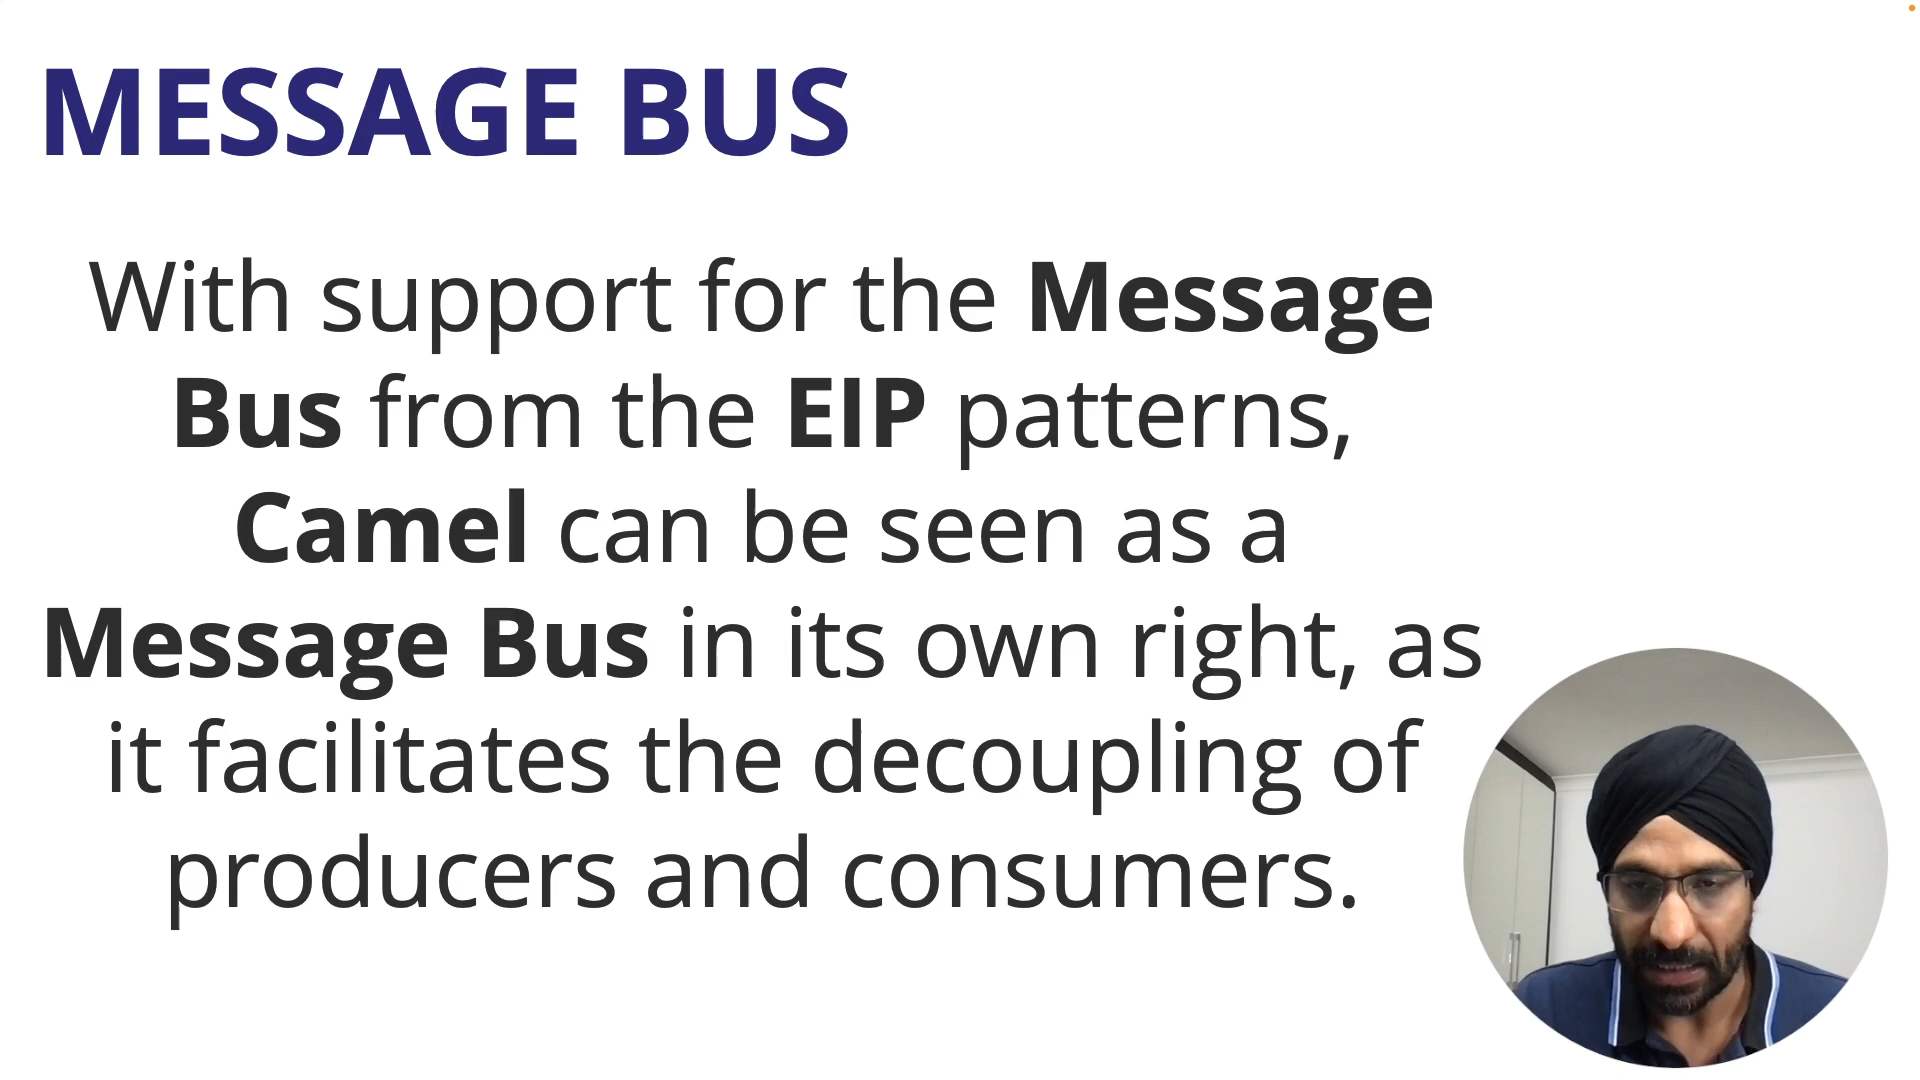 MESSAGE BUS
With support for the Message
Bus from the EIP patterns,
Camel can be seen as a
Message Bus in its own right, as
it facilitates the decoupling of
producers and consumers.